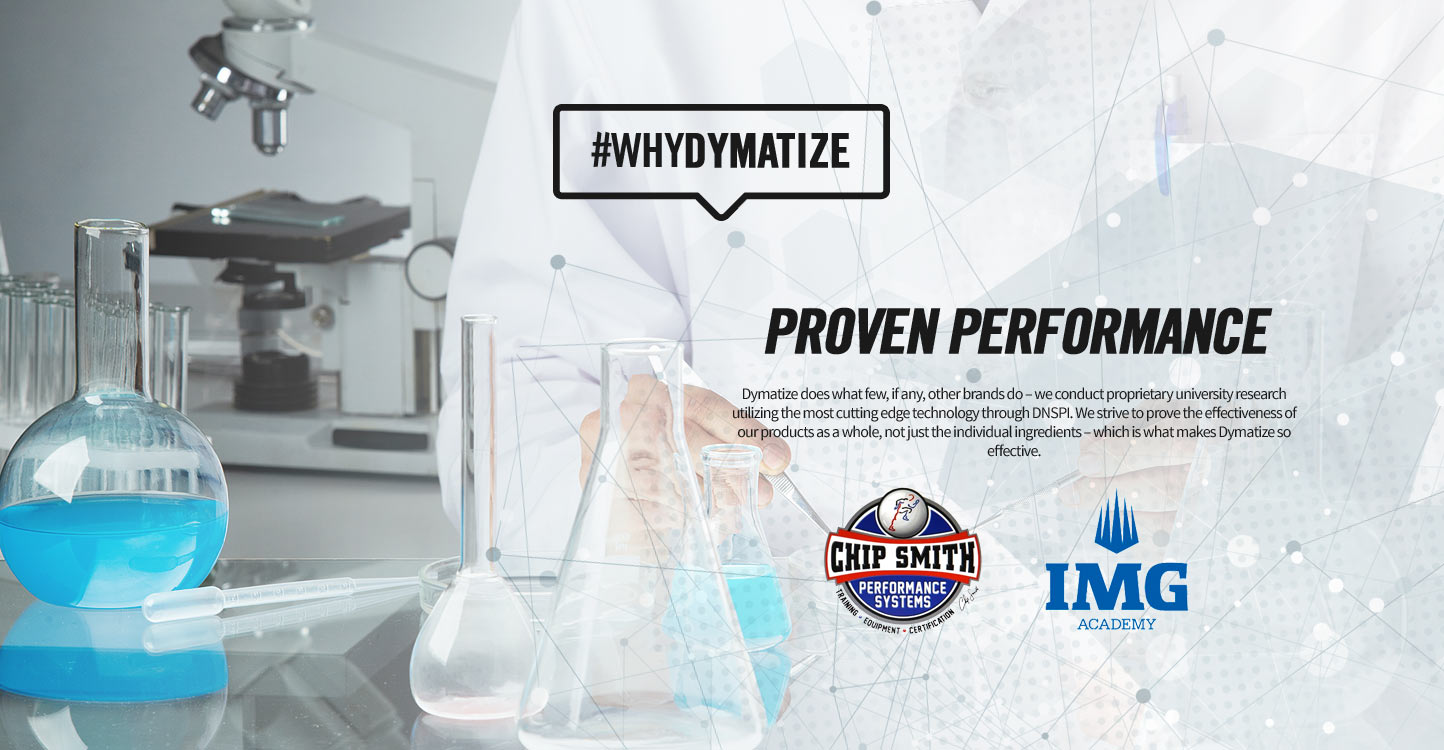 #WHYDYMATIZE
PROVEN PERFORMANCE
Dymatize does what few, if any, other brands do – we conduct proprietary university research
utilizing the most cutting edge technology through DNSPI. We strive to prove the effectiveness of
our products as a whole, not just the individual ingredients – which is what makes Dymatize so
effective.
CHIP SMITH
PERFORMANCE
SYSTEMS
TRAINING • EQUIPMENT • CERTIFICATION
IMG
ACADEMY